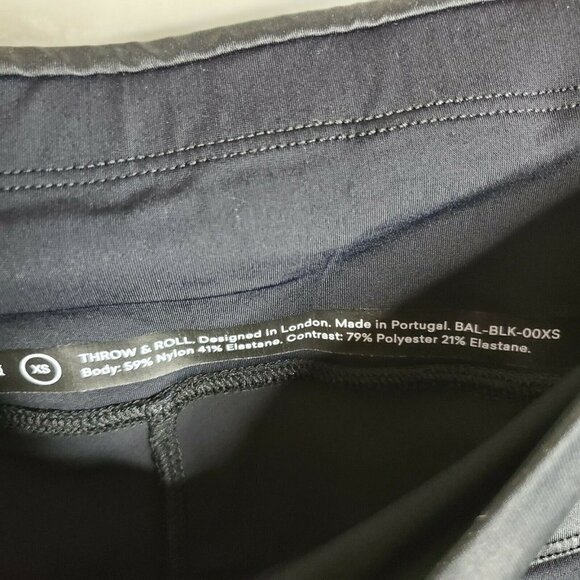 XS
THROW & ROLL. Designed in London. Made in Portugal. BAL-BLK-00XS
Body: 59% Nylon 41% Elastane. Contrast: 79% Polyester 21% Elastane.